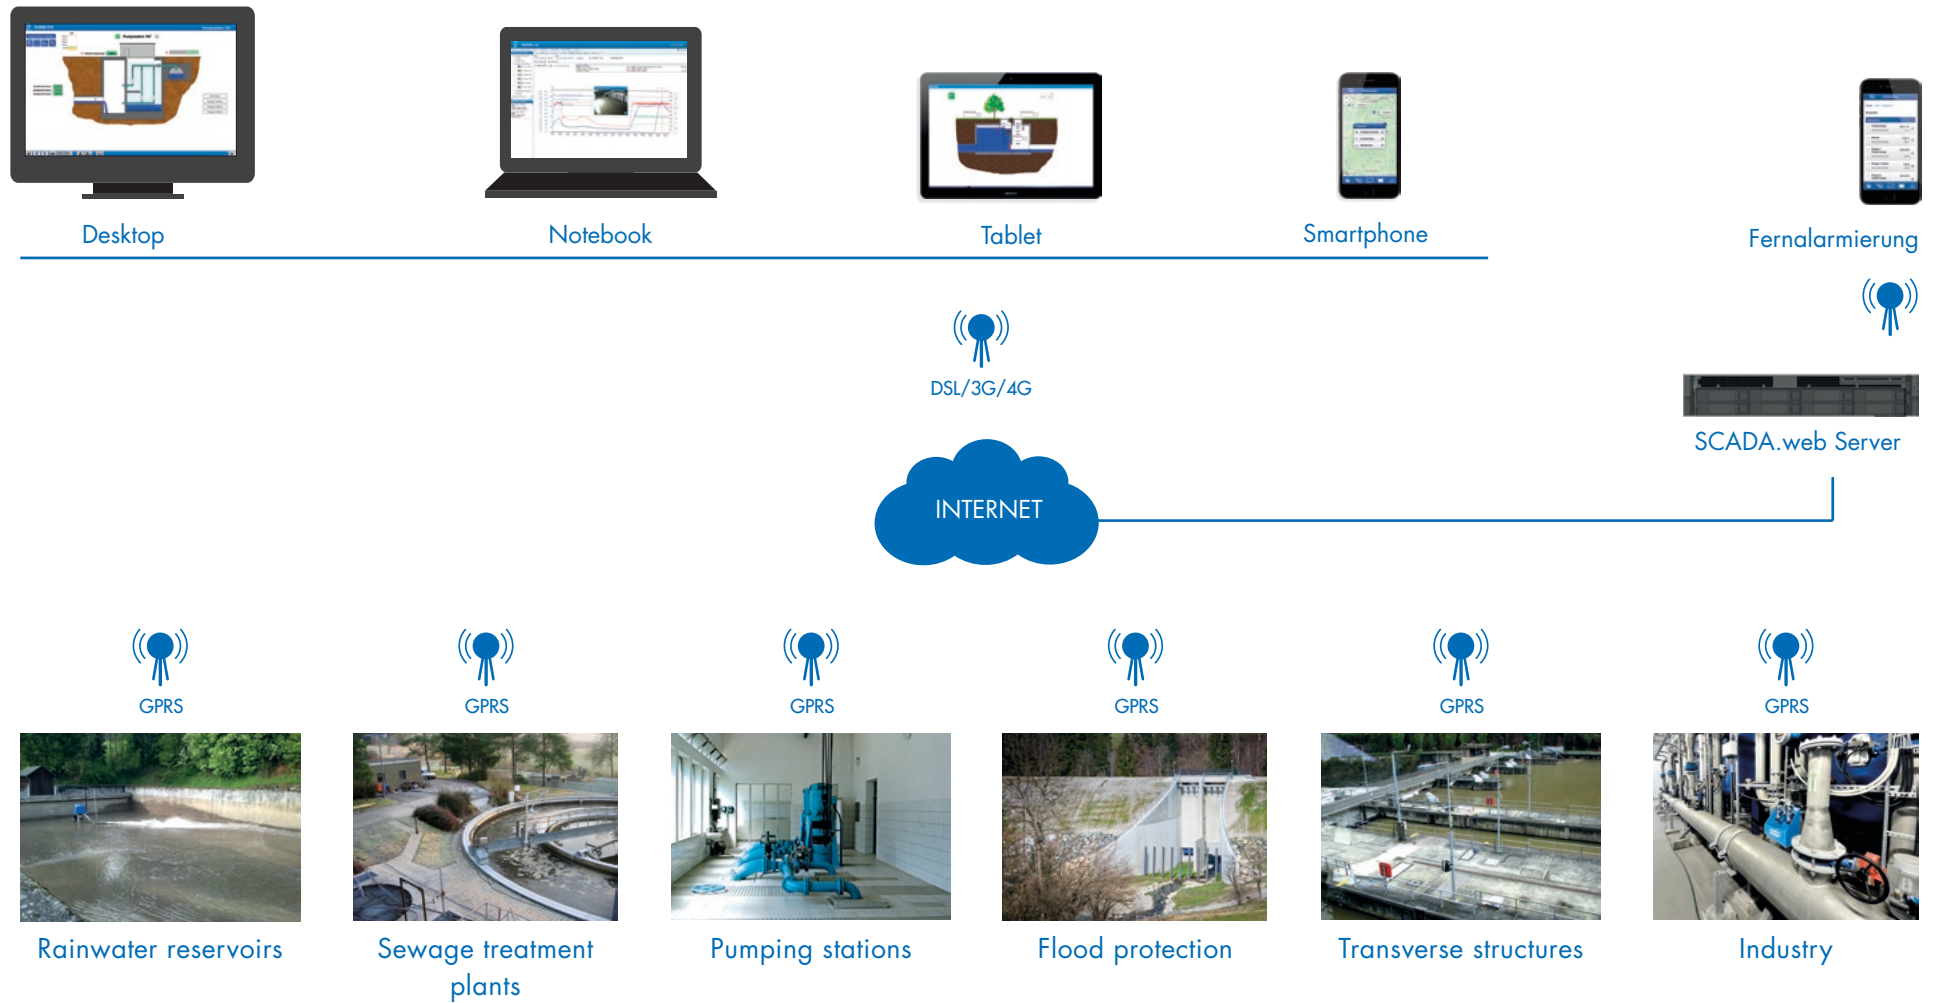 Desktop
Notebook
Tablet
Smartphone
Fernalarmierung
DSL/3G/4G
SCADA.web Server
INTERNET
GPRS
GPRS
GPRS
GPRS
GPRS
GPRS
Rainwater reservoirs
Sewage treatment
plants
Pumping stations
Flood protection
Transverse structures
Industry